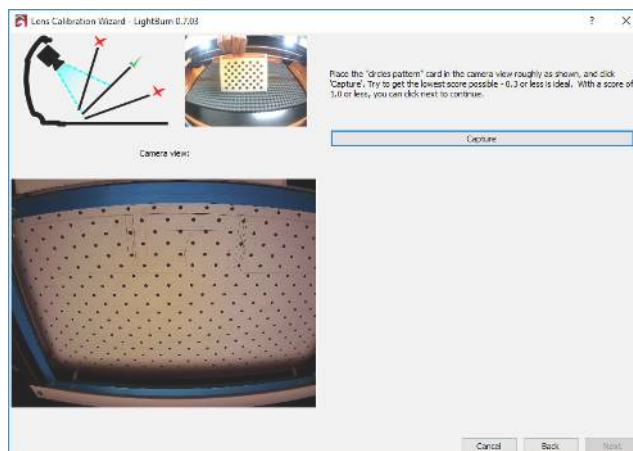 Lens Calibration Wizard - LightBurn 0.7.03
Place the "circles pattern" card in the camera view roughly as shown, and click
'Capture'. Try to get the lowest score possible - 0.3 or less is ideal. With a score of
1.0 or less, you can click next to continue.
Capture
Camera view:
Cancel
Back
Next